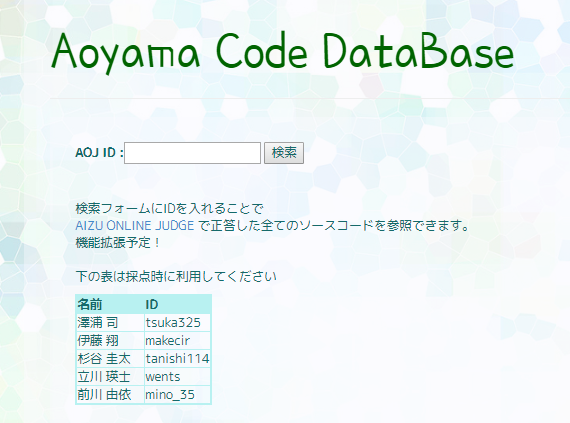 Aoyama Code DataBase
AOJ ID : 検索
検索フォームにIDを入れることで
AIZU ONLINE JUDGE で正答した全てのソースコードを参照できます。
機能拡張予定！
下の表は採点時に利用してください
名前 ID
澤浦 司 tsuka325
伊藤 翔 makecir
杉谷 圭太 tanishi114
立川 瑛士 wents
前川 由依 mino_35